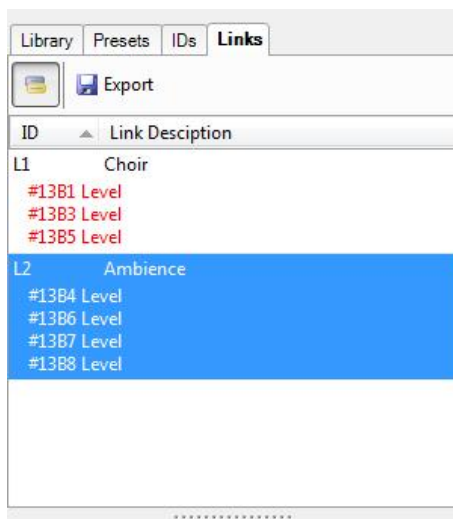 Library Presets IDs Links
Export
ID Link Desciption
L1 Choir
#13B1 Level
#13B3 Level
#13B5 Level
L2 Ambience
#13B4 Level
#13B6 Level
#13B7 Level
#13B8 Level